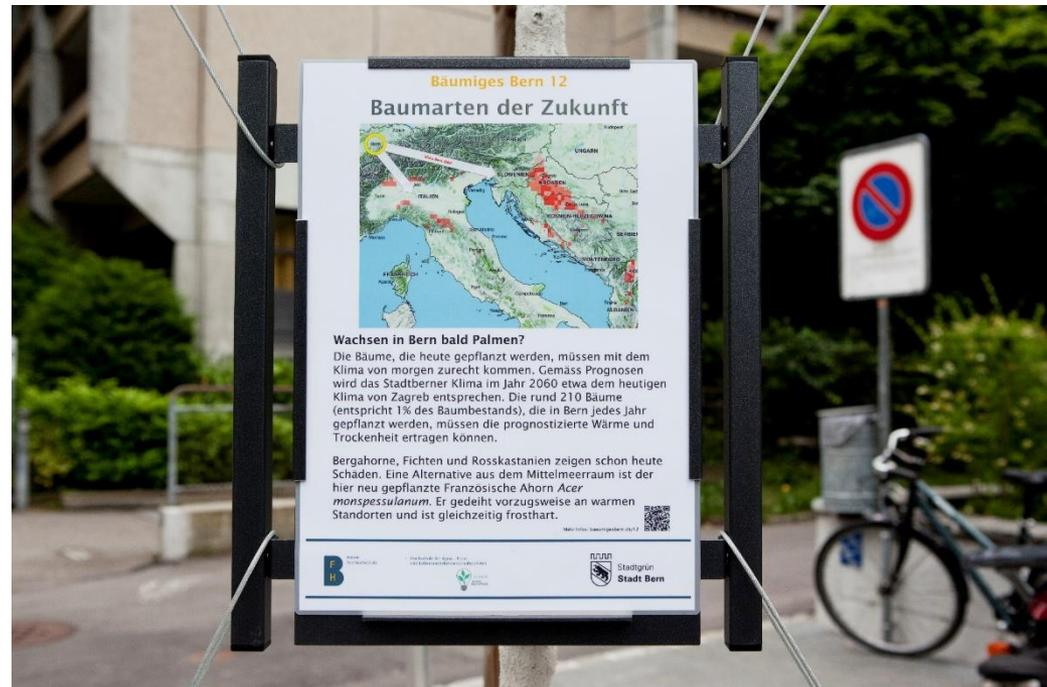 Bäumiges Bern 12
Baumarten der Zukunft
UNGARN
SLOWENIEN
KROATIEN
ITALIEN
BOSNIEN-HERZEGOWINA
MONTENEGRO
Wachsen in Bern bald Palmen?
Die Bäume, die heute gepflanzt werden, müssen mit dem
Klima von morgen zurecht kommen. Gemäss Prognosen
wird das Stadtberner Klima im Jahr 2060 etwa dem heutigen
Klima von Zagreb entsprechen. Die rund 210 Bäume
(entspricht 1% des Baumbestands), die in Bern jedes Jahr
gepflanzt werden, müssen die prognostizierte Wärme und
Trockenheit ertragen können.
Bergahorne, Fichten und Rosskastanien zeigen schon heute
Schäden. Eine Alternative aus dem Mittelmeerraum ist der
hier neu gepflanzte Französische Ahorn Acer
monspessulanum. Er gedeiht vorzugsweise an warmen
Standorten und ist gleichzeitig frosthart.
B
F
H
Stadtgrün
Stadt Bern